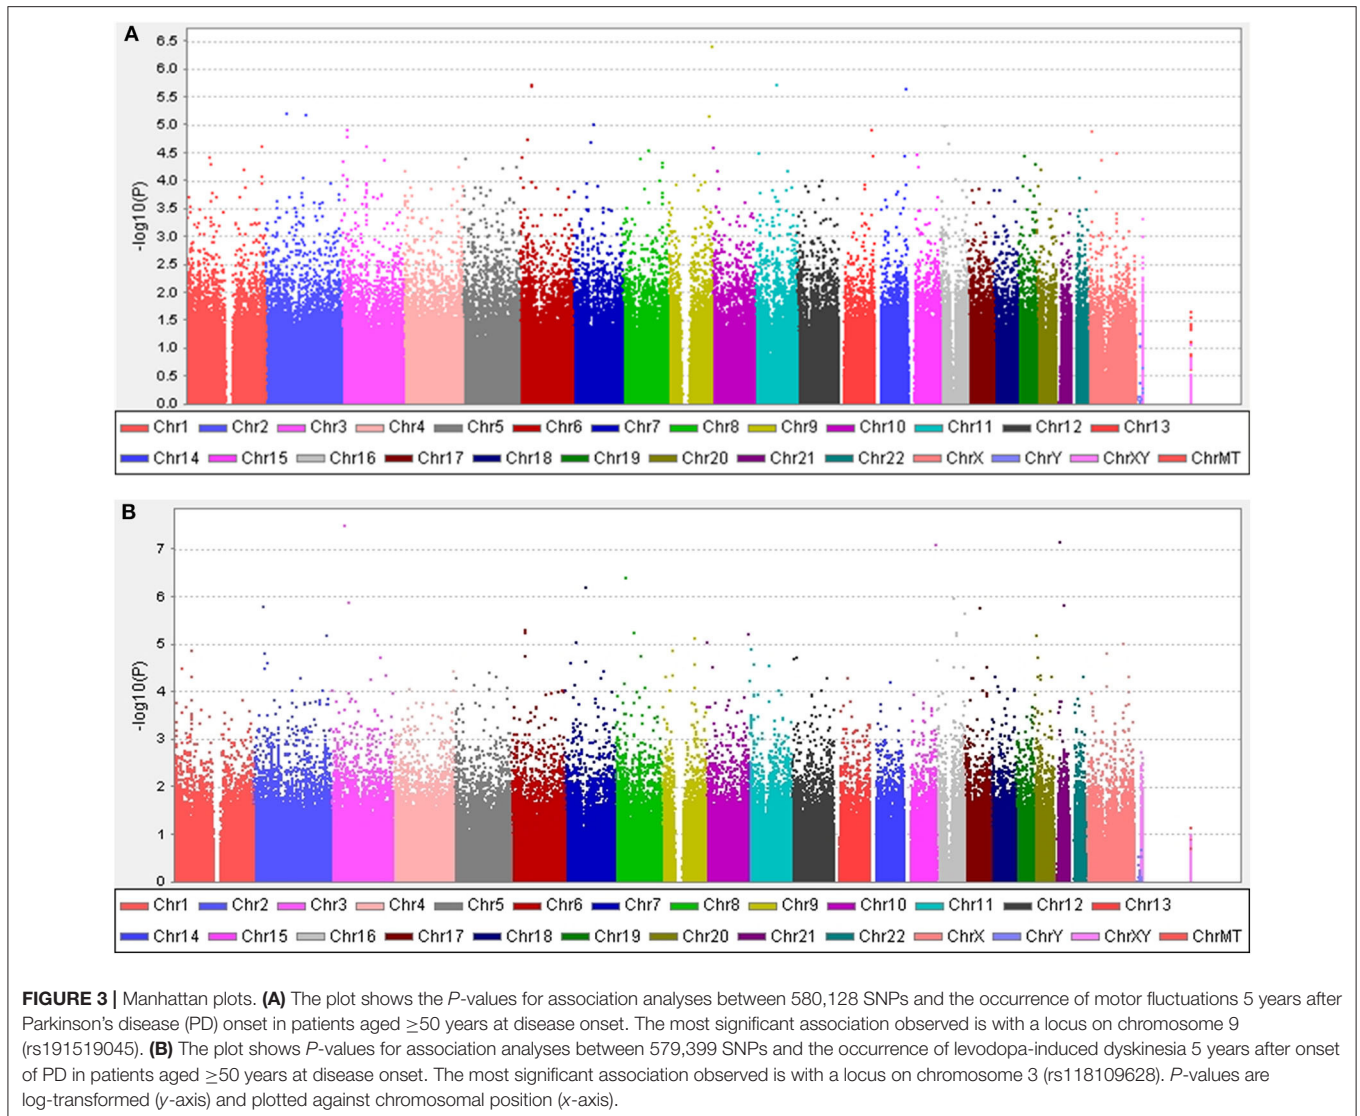 A
6.5
6.0
5.5
5.0
4.5
4.0
3.5
3.0
2.5
2.0
1.5
1.0
0.5
0.0
-log10(P)
Chr1 Chr2 Chr3 Chr4 Chr5 Chr6 Chr7 Chr8 Chr9 Chr10 Chr11 Chr12 Chr13
Chr14 Chr15 Chr16 Chr17 Chr18 Chr19 Chr20 Chr21 Chr22 ChrX ChrY ChrXY ChrMT
B
7
6
5
4
3
2
1
0
-log10(P)
Chr1 Chr2 Chr3 Chr4 Chr5 Chr6 Chr7 Chr8 Chr9 Chr10 Chr11 Chr12 Chr13
Chr14 Chr15 Chr16 Chr17 Chr18 Chr19 Chr20 Chr21 Chr22 ChrX ChrY ChrXY ChrMT
FIGURE 3 | Manhattan plots. (A) The plot shows the P-values for association analyses between 580,128 SNPs and the occurrence of motor fluctuations 5 years after
Parkinson's disease (PD) onset in patients aged ≥50 years at disease onset. The most significant association observed is with a locus on chromosome 9
(rs191519045). (B) The plot shows P-values for association analyses between 579,399 SNPs and the occurrence of levodopa-induced dyskinesia 5 years after onset
of PD in patients aged ≥50 years at disease onset. The most significant association observed is with a locus on chromosome 3 (rs118109628). P-values are
log-transformed (y-axis) and plotted against chromosomal position (x-axis).